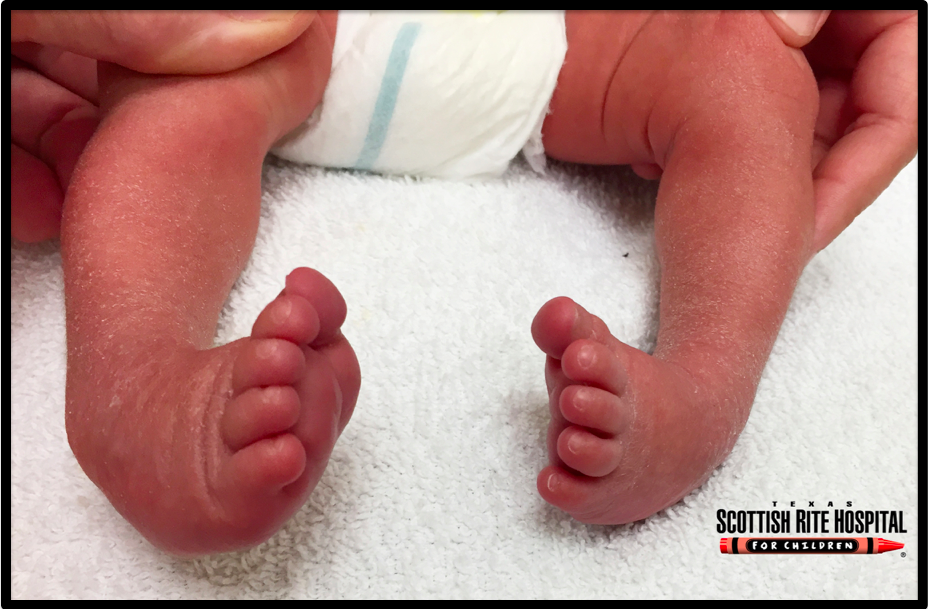 TEXAS
SCOTTISH RITE HOSPITAL
FOR CHILDREN
®